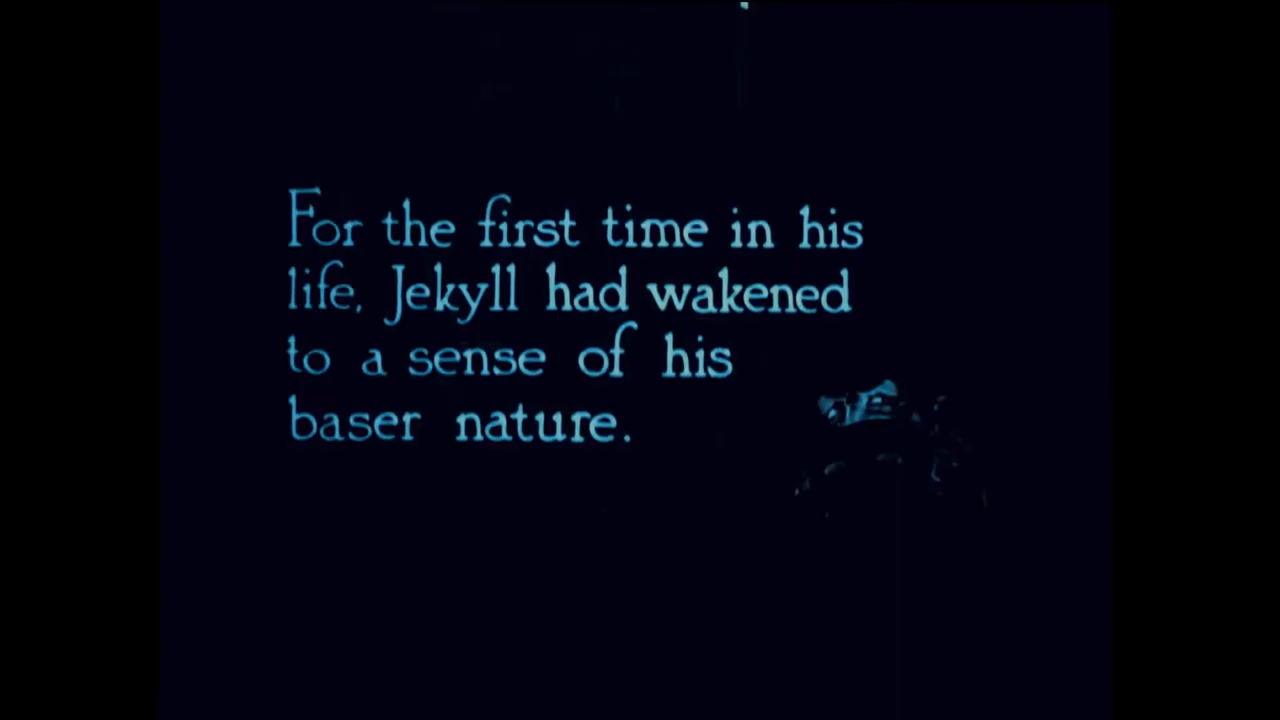 For the first time in his
life, Jekyll had wakened
to a sense of his
baser nature.